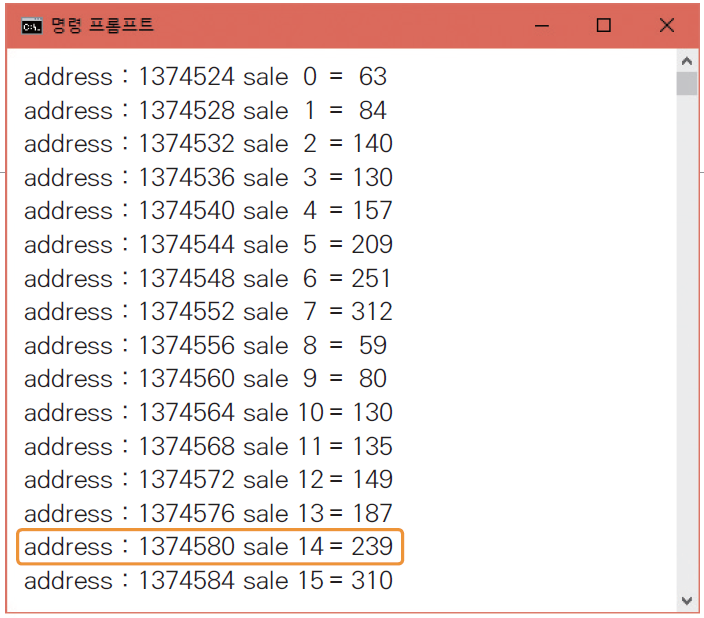 명령 프롬프트
address : 1374524 sale 0 = 63
address : 1374528 sale 1 = 84
address : 1374532 sale 2 = 140
address : 1374536 sale 3 = 130
address : 1374540 sale 4 = 157
address : 1374544 sale 5 = 209
address : 1374548 sale 6 = 251
address : 1374552 sale 7 = 312
address : 1374556 sale 8 = 59
address : 1374560 sale 9 = 80
address : 1374564 sale 10 = 130
address : 1374568 sale 11 = 135
address : 1374572 sale 12 = 149
address : 1374576 sale 13 = 187
address : 1374580 sale 14 = 239
address : 1374584 sale 15 = 310